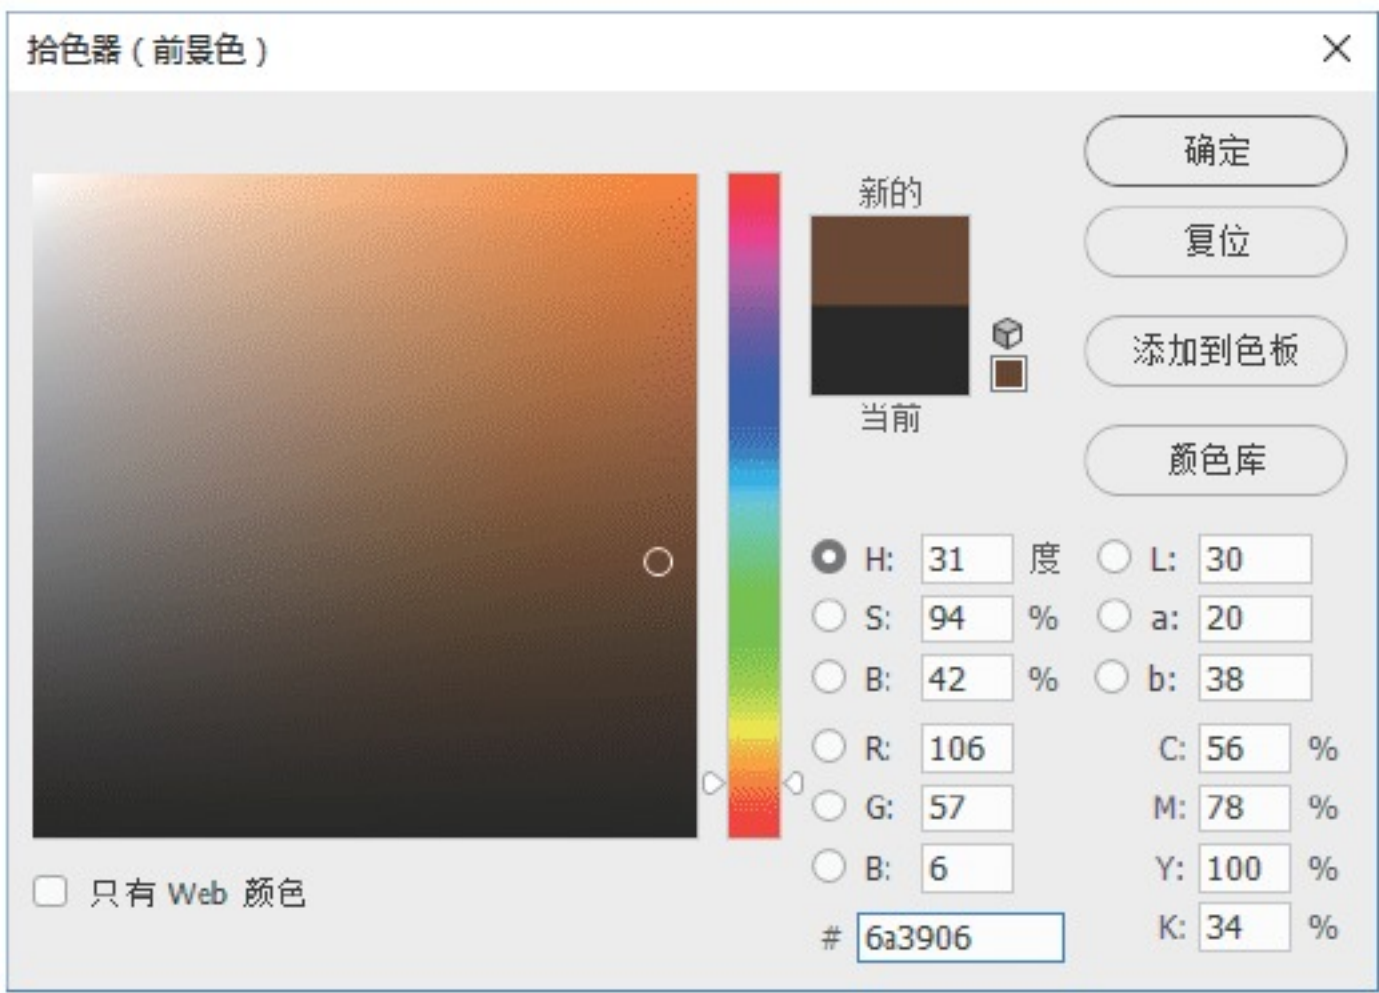 拾色器（前景色）
确定
新的
复位
添加到色板
当前
颜色库
H: 31 度 L: 30
S: 94 % a: 20
B: 42 % b: 38
R: 106 C: 56 %
G: 57 M: 78 %
B: 6 Y: 100 %
只有 Web 颜色
# 6a3906 K: 34 %